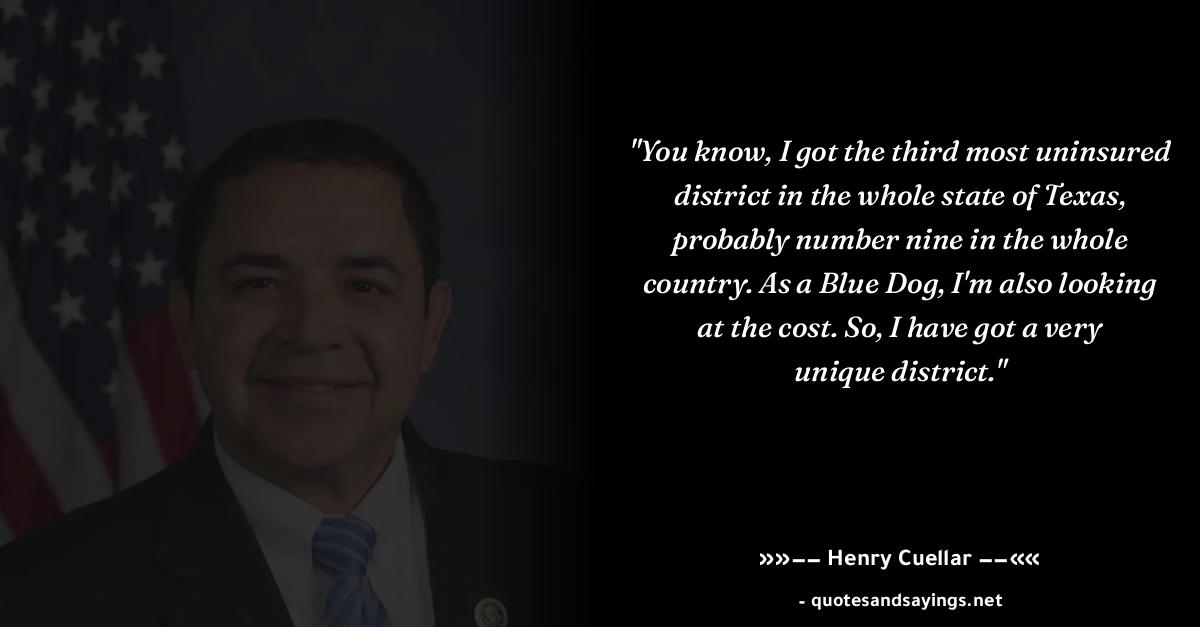 "You know, I got the third most uninsured
district in the whole state of Texas,
probably number nine in the whole
country. As a Blue Dog, I'm also looking
at the cost. So, I have got a very
unique district."
»»―― Henry Cuellar ――««
- quotesandsayings.net